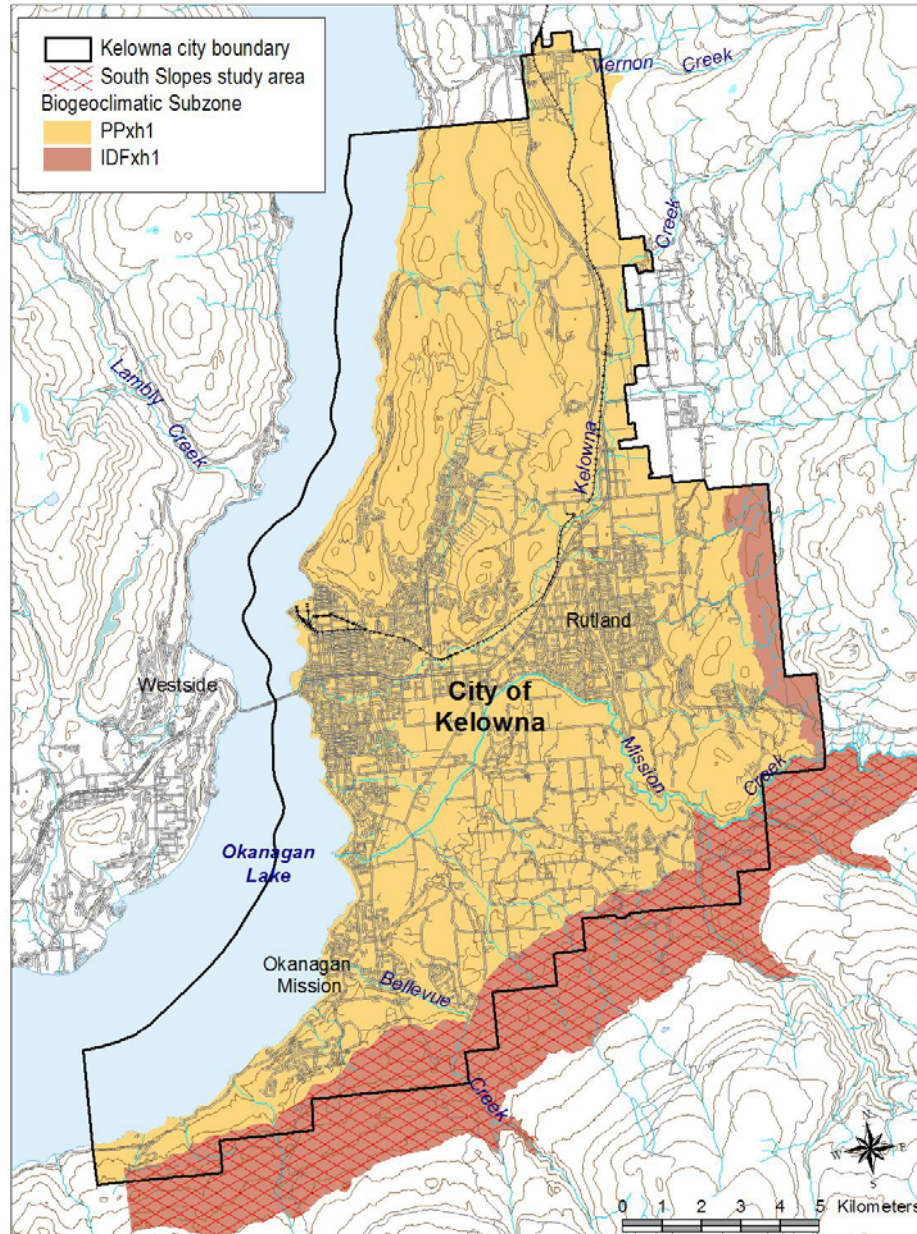 Kelowna city boundary
South Slopes study area
Biogeoclimatic Subzone
PPxh1
IDFxh1
Vernon Creek
Creek
Lambly
Creek
Kelowna
Rutland
Westside
City of
Kelowna
Mission
Creek
Okanagan
Lake
Okanagan
Mission
Bellevue
Creek
N
W E
S
0 1 2 3 4 5 Kilometers